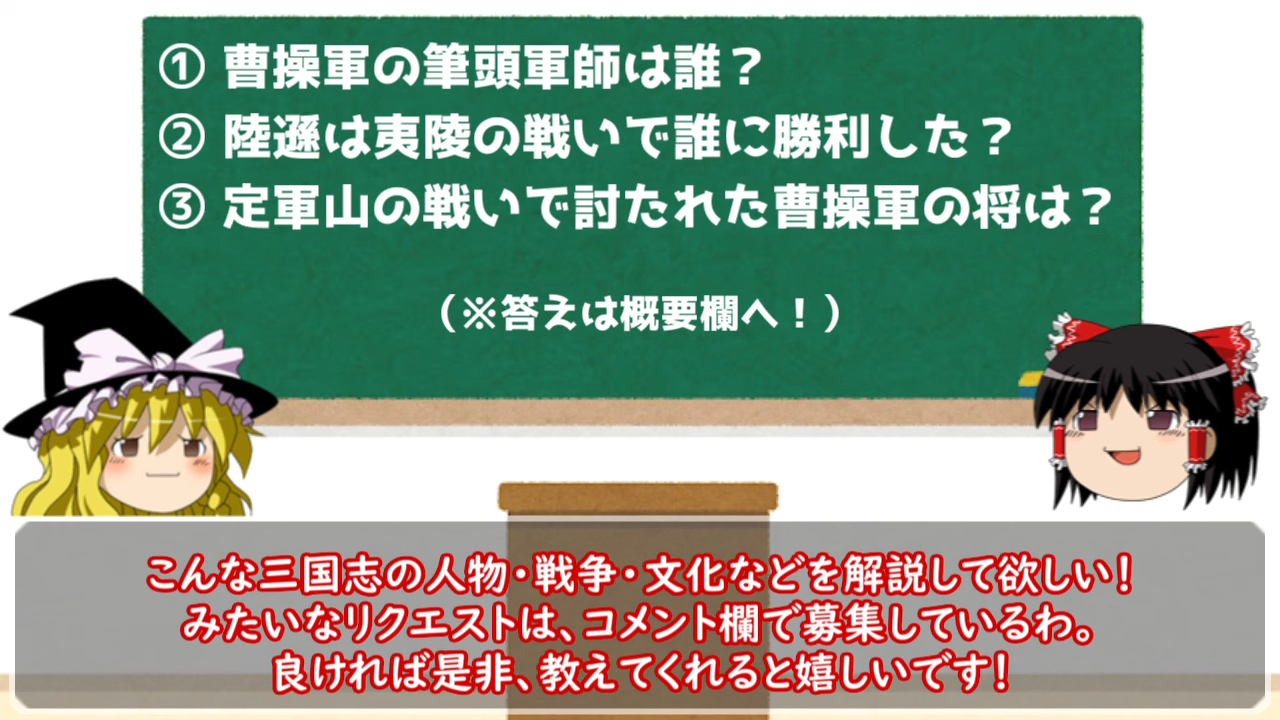 ① 曹操軍の筆頭軍師は誰？
② 陸遜は夷陵の戦いで誰に勝利した？
③ 定軍山の戦いで討たれた曹操軍の将は？
（※答えは概要欄へ！）
こんな三国志の人物・戦争・文化などを解説して欲しい！
みたいなリクエストは、コメント欄で募集しているわ。
良ければ是非、教えてくれると嬉しいです！